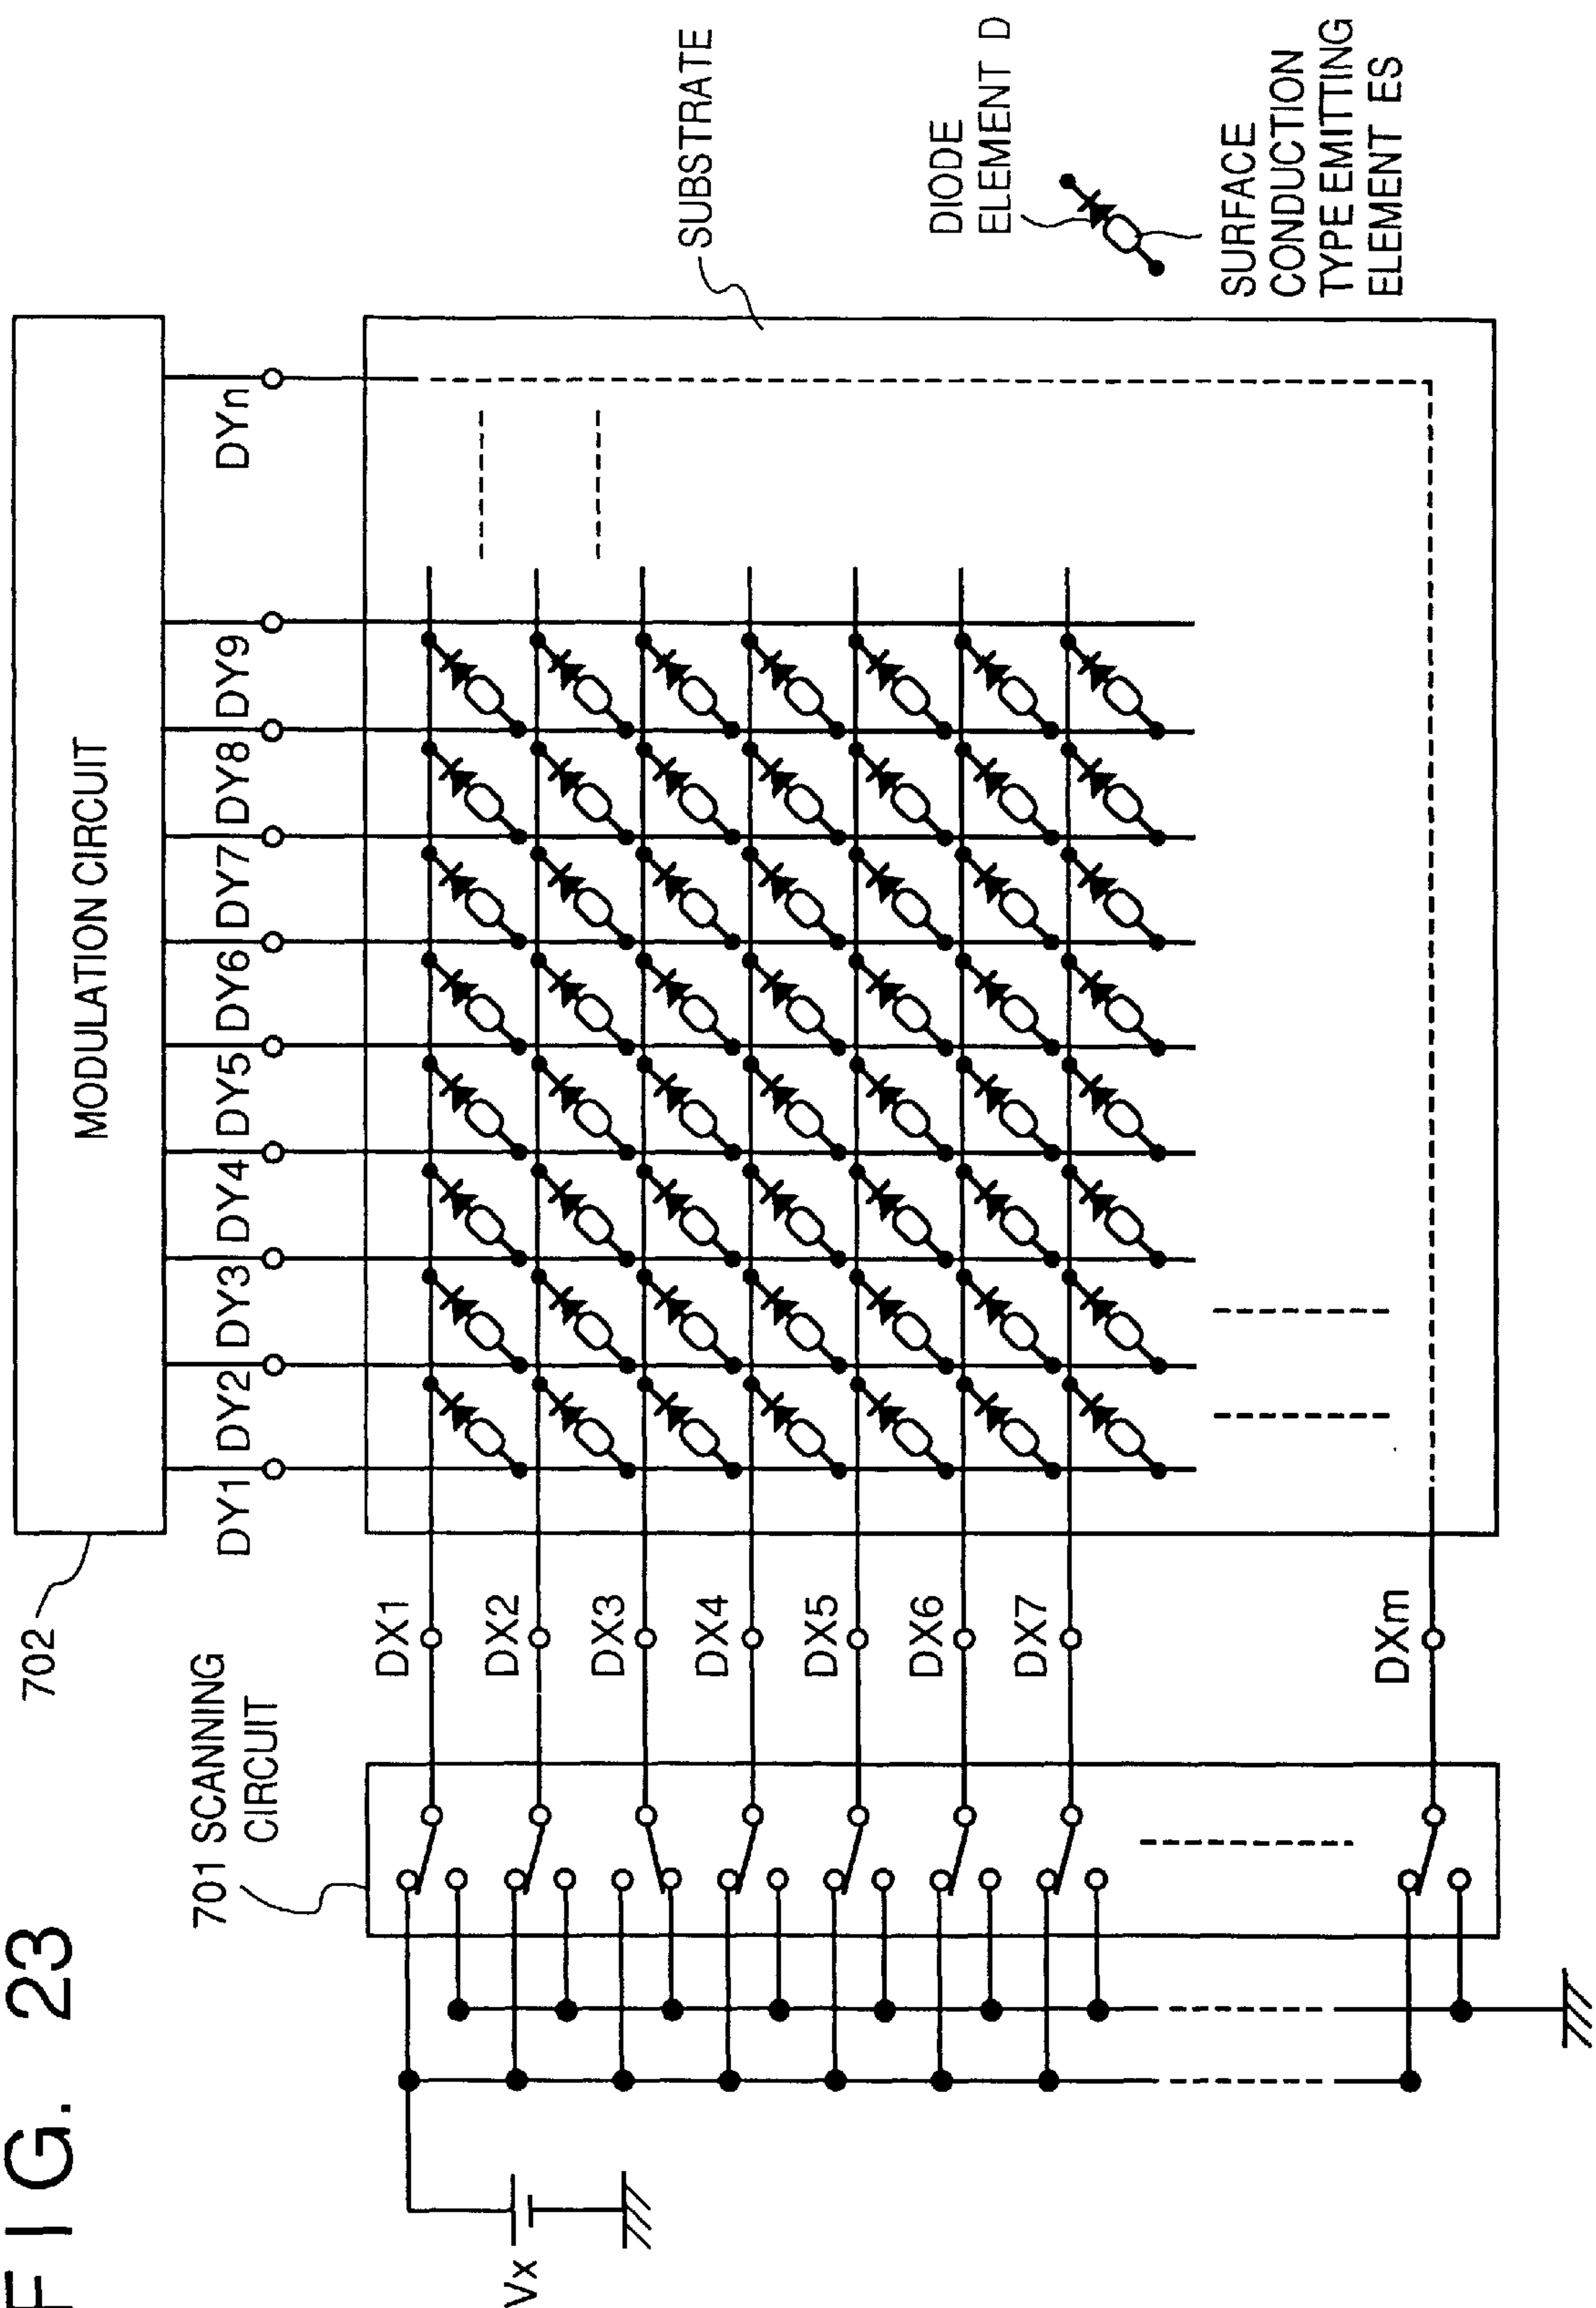 FIG. 23
702
MODULATION CIRCUIT
DY1
DY2
DY3
DY4
DY5
DY6
DY7
DY8
DY9
DYn
701 SCANNING
CIRCUIT
DX1
DX2
DX3
DX4
DX5
DX6
DX7
DXm
Vx
SUBSTRATE
DIODE
ELEMENT D
SURFACE
CONDUCTION
TYPE EMITTING
ELEMENT ES